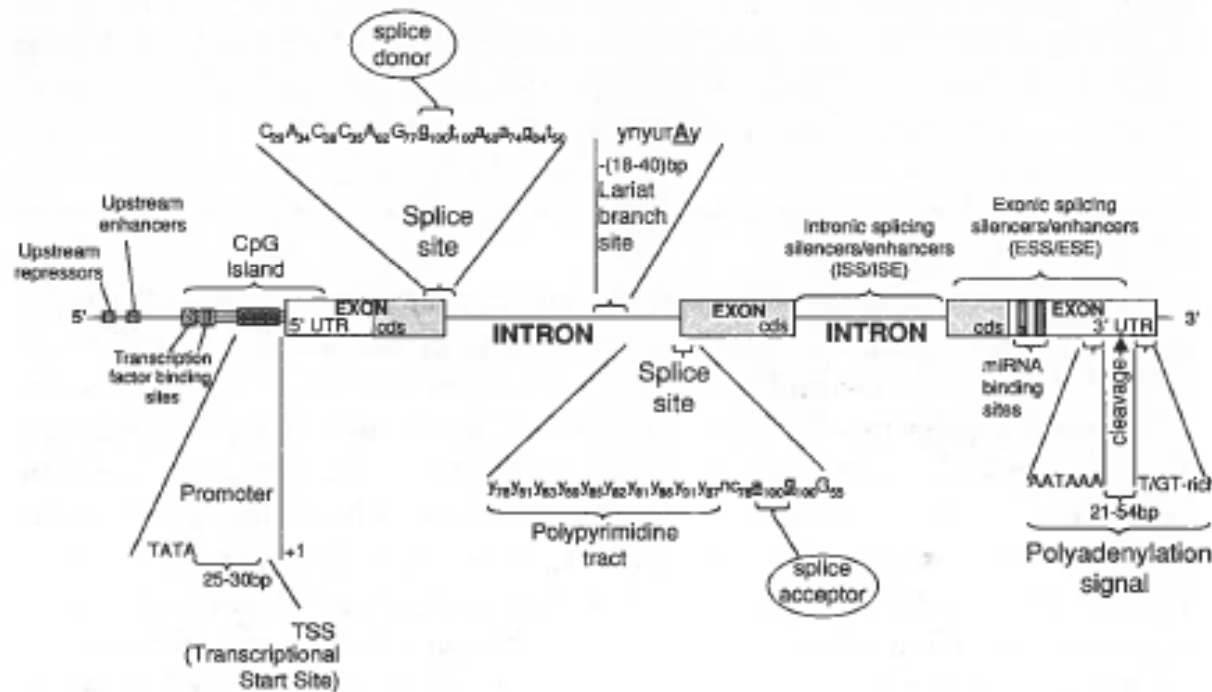 splice
donor
ynyurAy
-(18-40)bp
Lariat
branch
site
Upstream
enhancers
Upstream
repressors
CpG
Island
Splice
site
Intronic splicing
silencers/enhancers
(ISS/ISE)
Exonic splicing
silencers/enhancers
(ESS/ESE)
5'
EXON
5' UTR
cds
INTRON
EXON
cds
INTRON
cds
EXON
3' UTR
3'
Transcription
factor binding
sites
Splice
site
miRNA
binding
sites
cleavage
Promoter
TATA
25-30bp
+1
TSS
(Transcriptional
Start Site)
Polypyrimidine
tract
splice
acceptor
AATAAA
T/GT-rich
21-54bp
Polyadenylation
signal